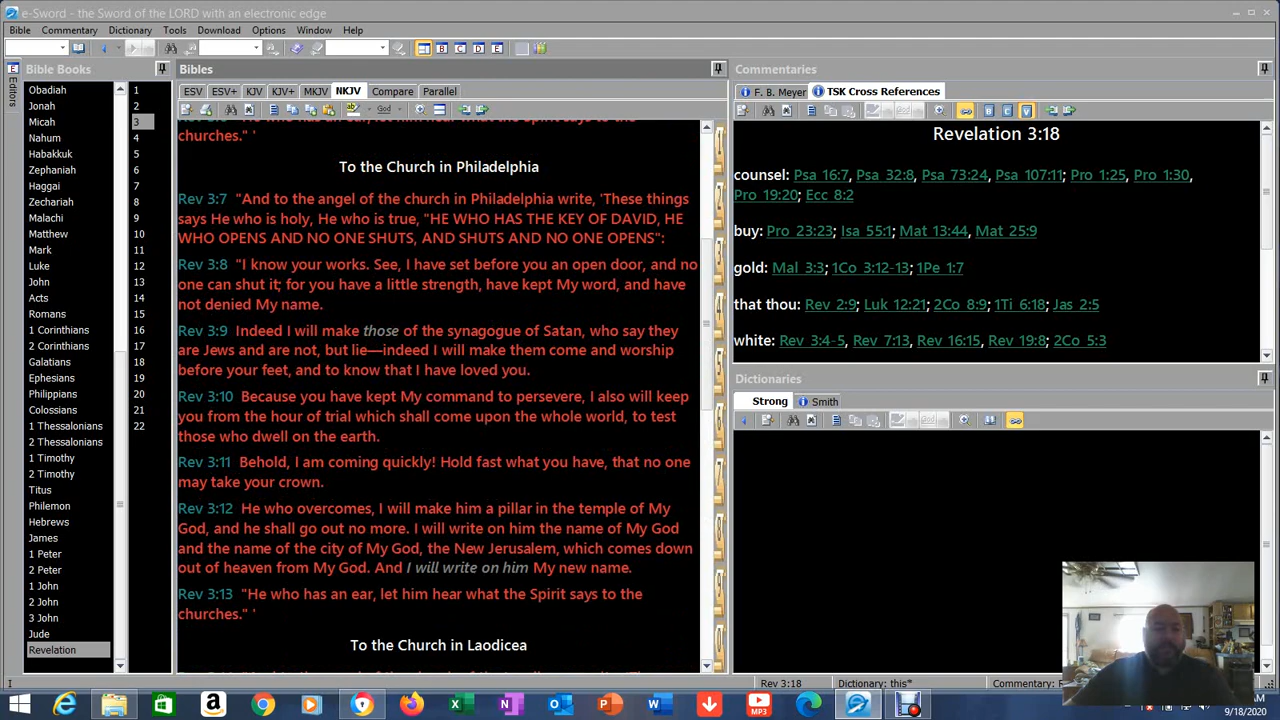 e-Sword - the Sword of the LORD with an electronic edge
Bible Commentary Dictionary Tools Download Options Window Help
B C D E
Editors
Bible Books
Obadiah
Jonah
Micah
Nahum
Habakkuk
Zephaniah
Haggai
Zechariah
Malachi
Matthew
Mark
Luke
John
Acts
Romans
1 Corinthians
2 Corinthians
Galatians
Ephesians
Philippians
Colossians
1 Thessalonians
2 Thessalonians
1 Timothy
2 Timothy
Titus
Philemon
Hebrews
James
1 Peter
2 Peter
1 John
2 John
3 John
Jude
Revelation
1
2
3
4
5
6
7
8
9
10
11
12
13
14
15
16
17
18
19
20
21
22
Bibles
ESV ESV+ KJV KJV+ MKJV NKJV Compare Parallel
God
churches." '
To the Church in Philadelphia
Rev 3:7 "And to the angel of the church in Philadelphia write, 'These things
says He who is holy, He who is true, "HE WHO HAS THE KEY OF DAVID, HE
WHO OPENS AND NO ONE SHUTS, AND SHUTS AND NO ONE OPENS":
Rev 3:8 "I know your works. See, I have set before you an open door, and no
one can shut it; for you have a little strength, have kept My word, and have
not denied My name.
Rev 3:9 Indeed I will make those of the synagogue of Satan, who say they
are Jews and are not, but lie—indeed I will make them come and worship
before your feet, and to know that I have loved you.
Rev 3:10 Because you have kept My command to persevere, I also will keep
you from the hour of trial which shall come upon the whole world, to test
those who dwell on the earth.
Rev 3:11 Behold, I am coming quickly! Hold fast what you have, that no one
may take your crown.
Rev 3:12 He who overcomes, I will make him a pillar in the temple of My
God, and he shall go out no more. I will write on him the name of My God
and the name of the city of My God, the New Jerusalem, which comes down
out of heaven from My God. And I will write on him My new name.
Rev 3:13 "He who has an ear, let him hear what the Spirit says to the
churches." '
To the Church in Laodicea
Commentaries
F. B. Meyer TSK Cross References
B C V
Revelation 3:18
counsel: Psa 16:7, Psa 32:8, Psa 73:24, Psa 107:11; Pro 1:25, Pro 1:30,
Pro 19:20; Ecc 8:2
buy: Pro 23:23; Isa 55:1; Mat 13:44, Mat 25:9
gold: Mal 3:3; 1Co 3:12-13; 1Pe 1:7
that thou: Rev 2:9; Luk 12:21; 2Co 8:9; 1Ti 6:18; Jas 2:5
white: Rev 3:4-5, Rev 7:13, Rev 16:15, Rev 19:8; 2Co 5:3
Dictionaries
Strong Smith
Rev 3:18 Dictionary: this*
MP3
9/18/2020